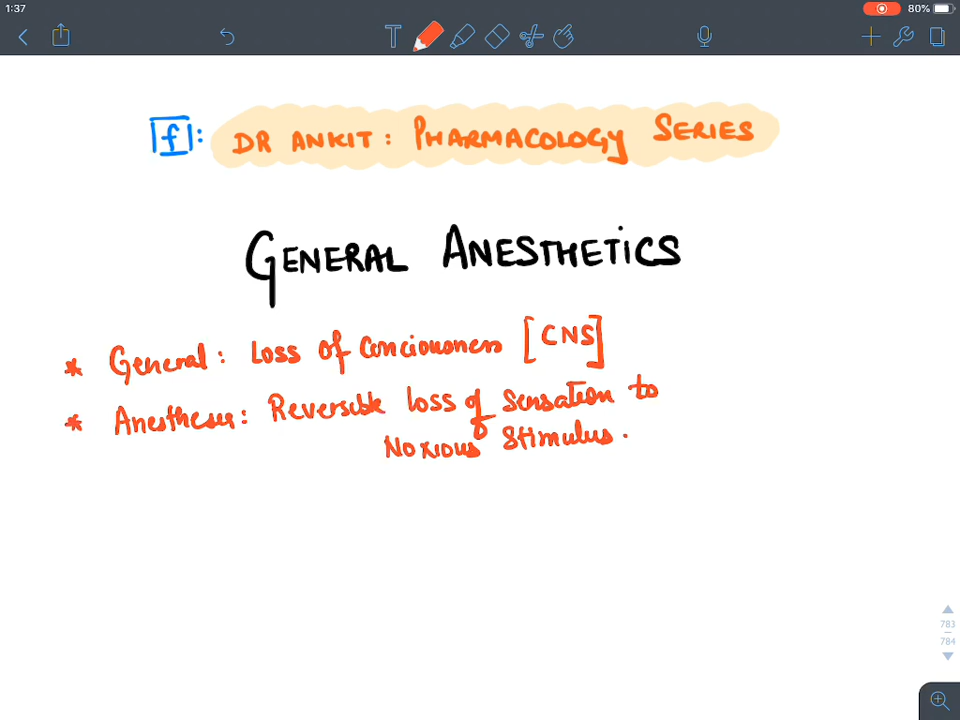 1:37
80%
T
f : DR ANKIT : PHARMACOLOGY SERIES
GENERAL ANESTHETICS
* General : Loss of Conciousness [CNS]
* Anesthesia : Reversible loss of Sensation to
Noxious Stimulus.
783
784